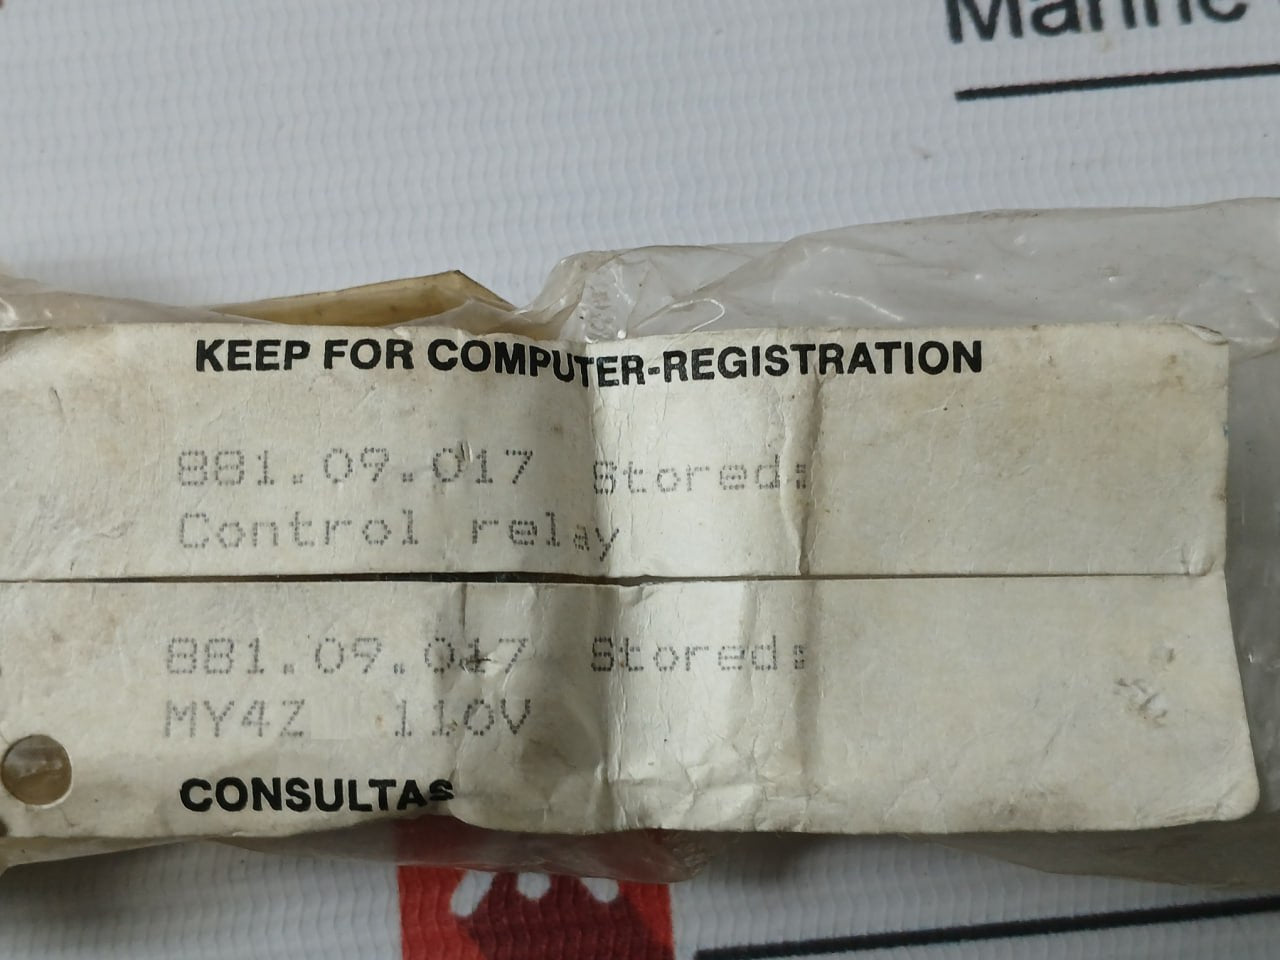 Marine
KEEP FOR COMPUTER-REGISTRATION
881.09.017 Stored:
Control relay
881.09.017 Stored:
MY4Z 110V
CONSULTAS